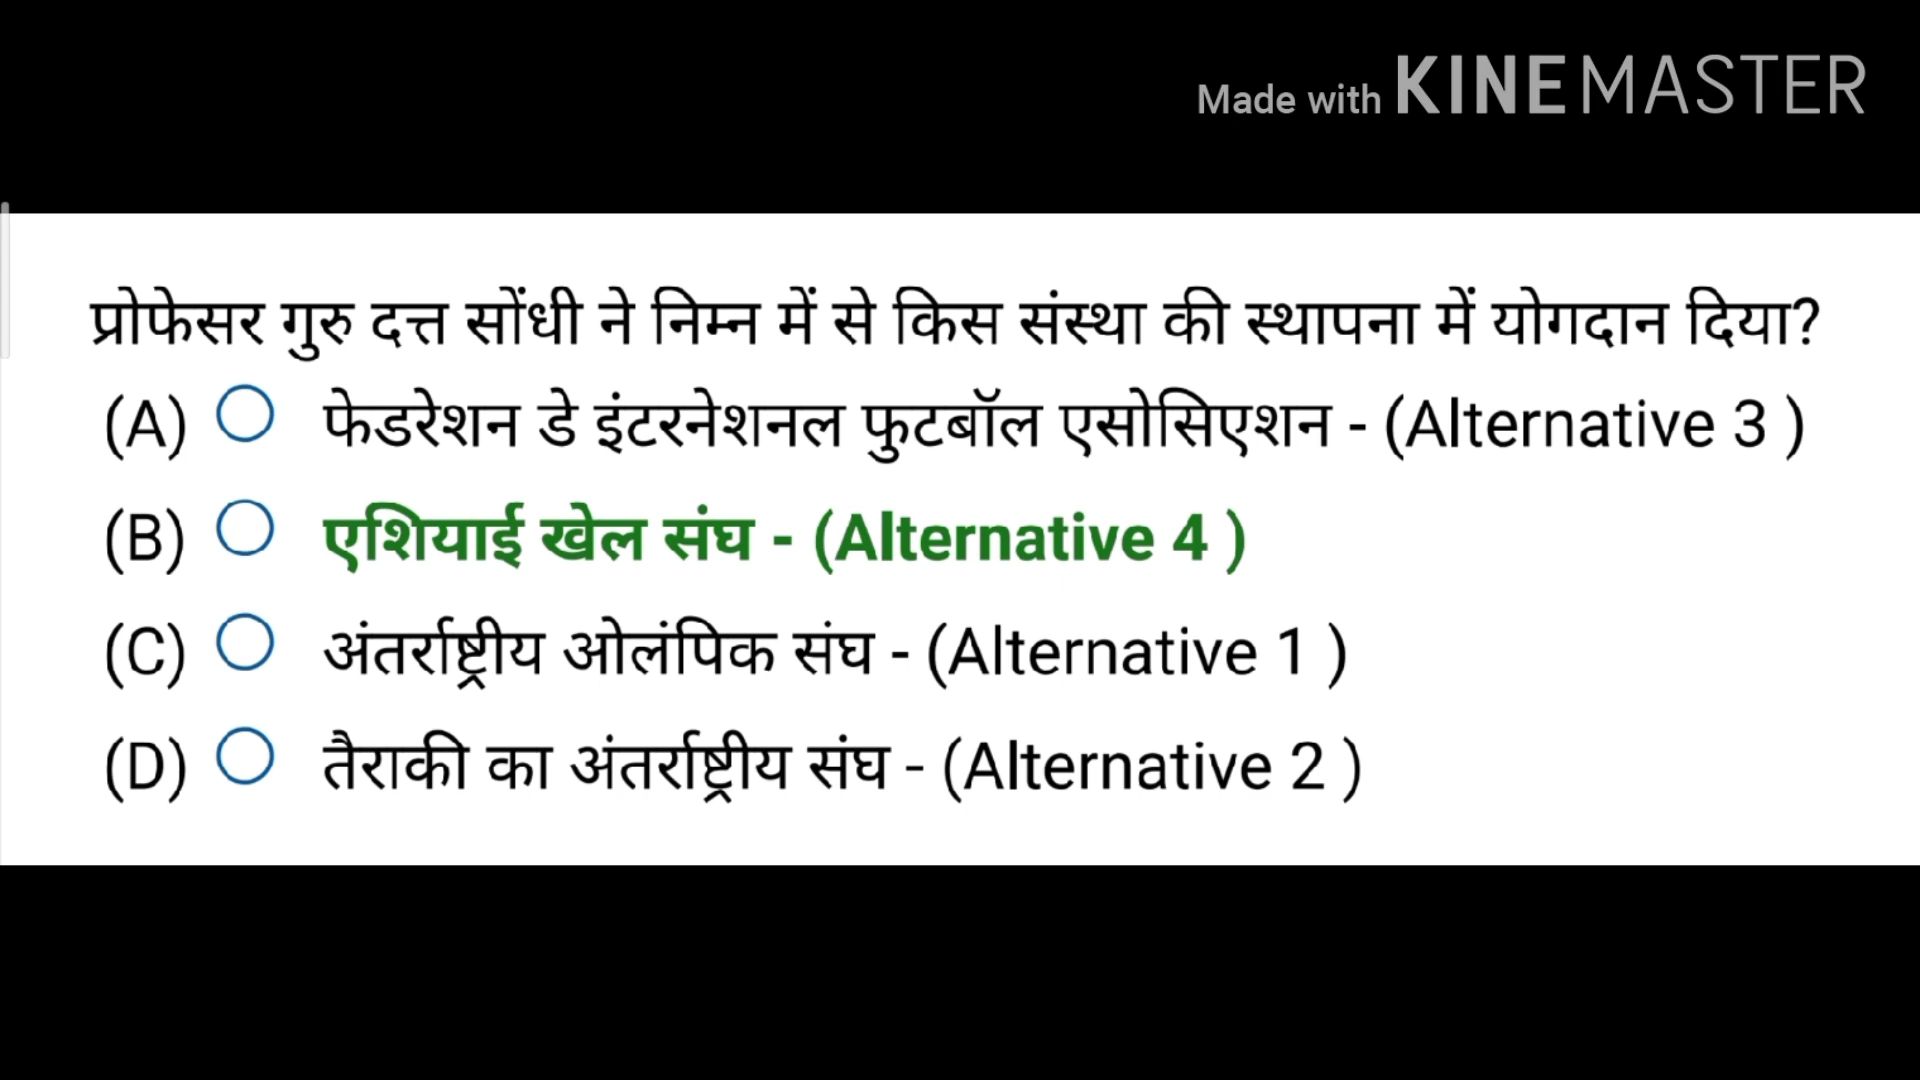 Made with KINEMASTER
प्रोफेसर गुरु दत्त सोंधी ने निम्न में से किस संस्था की स्थापना में योगदान दिया?
(A) फेडरेशन डे इंटरनेशनल फुटबॉल एसोसिएशन - (Alternative 3 )
(B) एशियाई खेल संघ - (Alternative 4 )
(C) अंतर्राष्ट्रीय ओलंपिक संघ - (Alternative 1 )
(D) तैराकी का अंतर्राष्ट्रीय संघ - (Alternative 2 )